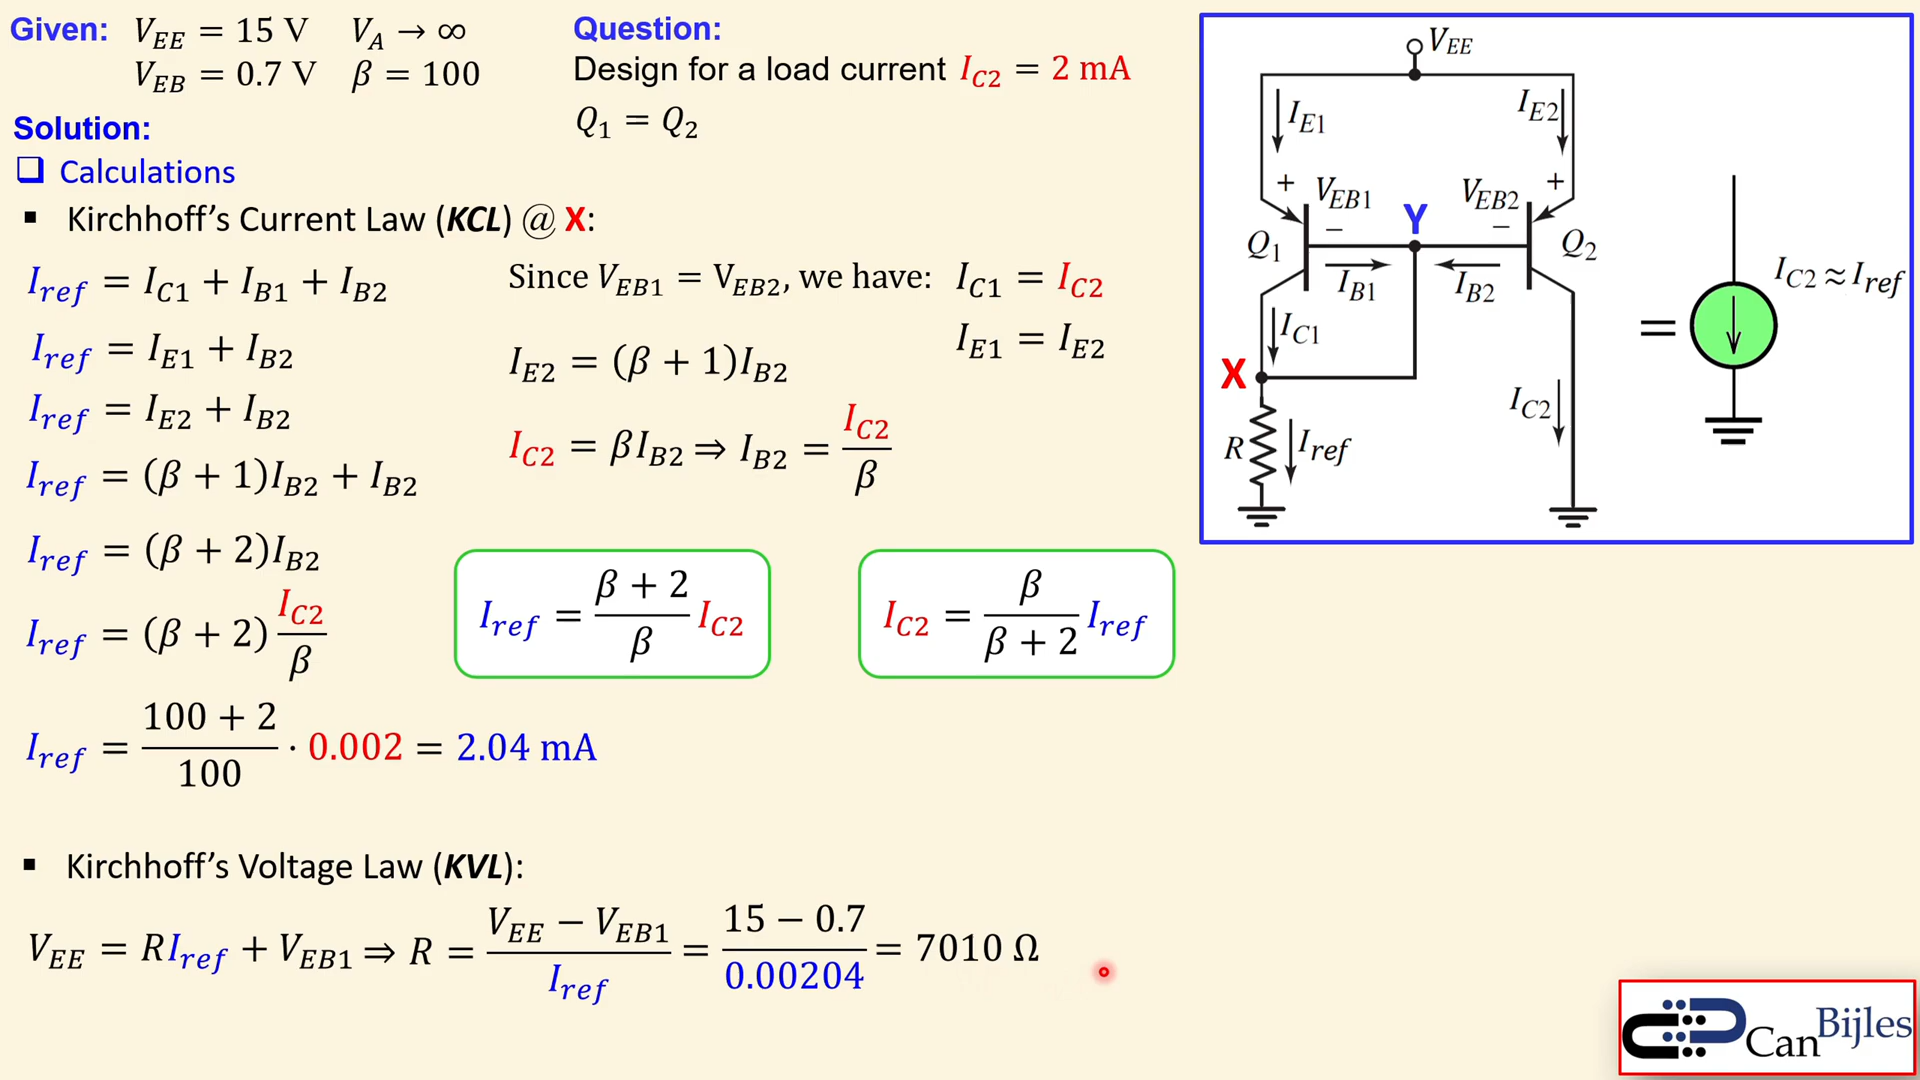 Given: V_EE = 15 V V_A → ∞
V_EB = 0.7 V β = 100
Question:
Design for a load current I_C2 = 2 mA
Q_1 = Q_2
Solution:
❑ Calculations
▪ Kirchhoff's Current Law (KCL) @ X:
I_ref = I_C1 + I_B1 + I_B2
I_ref = I_E1 + I_B2
I_ref = I_E2 + I_B2
I_ref = (β + 1)I_B2 + I_B2
I_ref = (β + 2)I_B2
I_ref = (β + 2) I_C2/β
I_ref = (100 + 2)/100 · 0.002 = 2.04 mA
Since V_EB1 = V_EB2, we have: I_C1 = I_C2
I_E1 = I_E2
I_E2 = (β + 1)I_B2
I_C2 = βI_B2 ⇒ I_B2 = I_C2/β
I_ref = (β + 2)/β I_C2
I_C2 = β/(β + 2) I_ref
▪ Kirchhoff's Voltage Law (KVL):
V_EE = RI_ref + V_EB1 ⇒ R = (V_EE − V_EB1)/I_ref = (15 − 0.7)/0.00204 = 7010 Ω
V_EE
I_E1
I_E2
+ V_EB1 −
V_EB2 + −
Y
Q_1
Q_2
I_B1
I_B2
I_C1
X
I_C2
R
I_ref
=
I_C2 ≈ I_ref
CanBijles